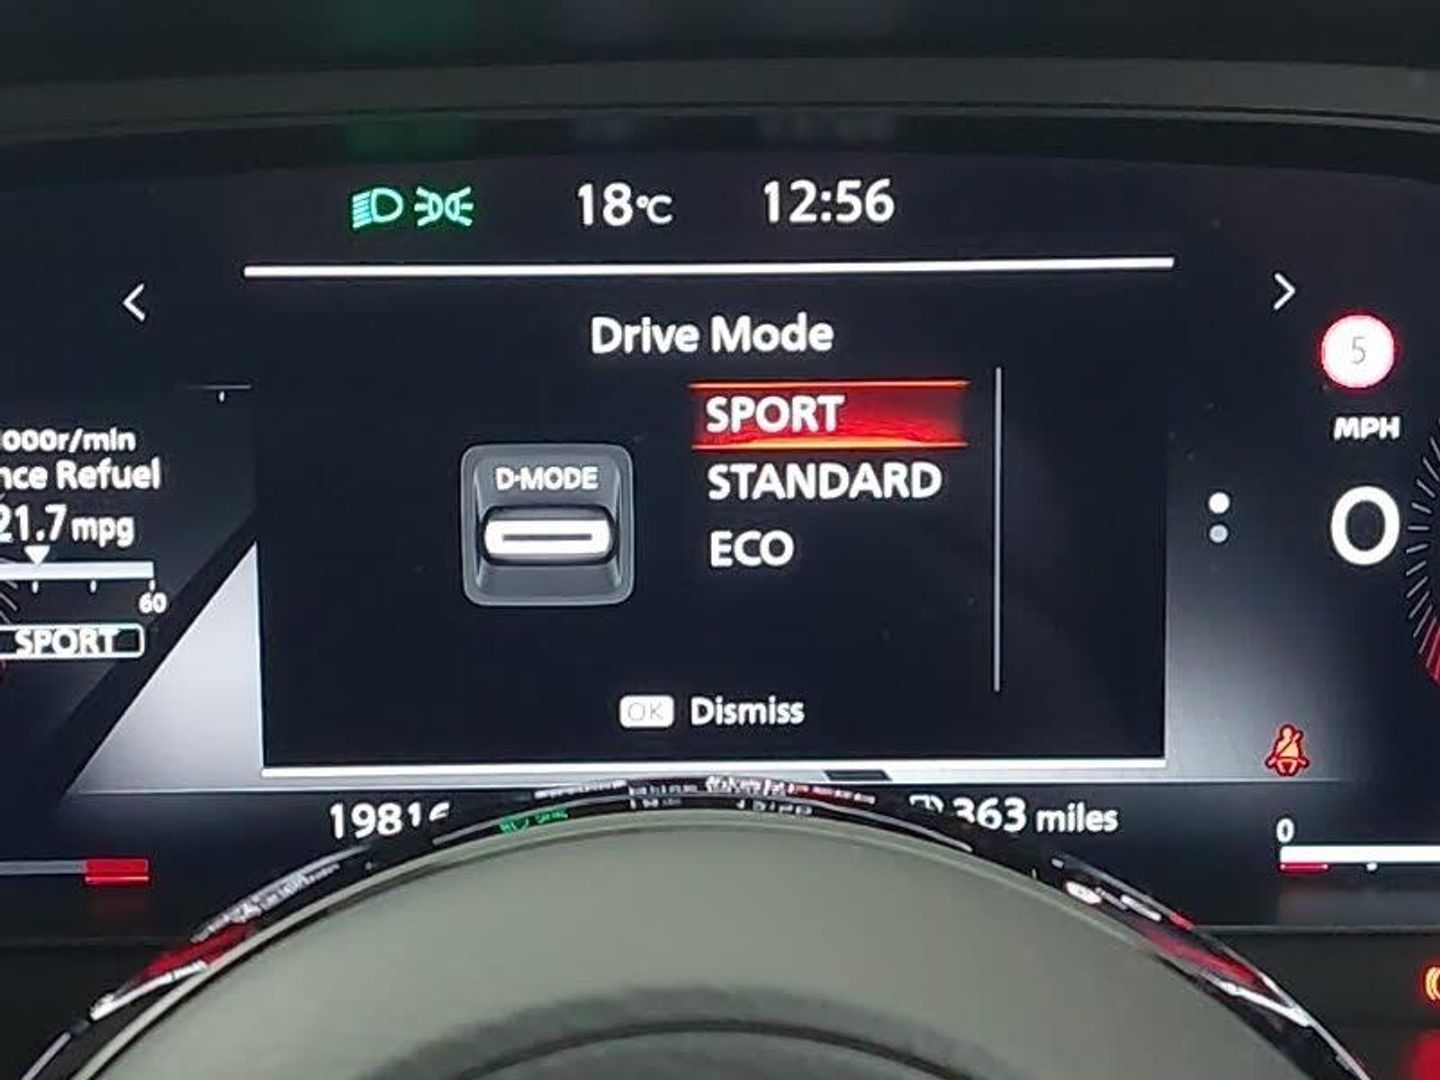 18°C 12:56
Drive Mode
5
SPORT
MPH
000r/min
nce Refuel
D-MODE
STANDARD
21.7 mpg
0
ECO
60
SPORT
OK Dismiss
363 miles
0